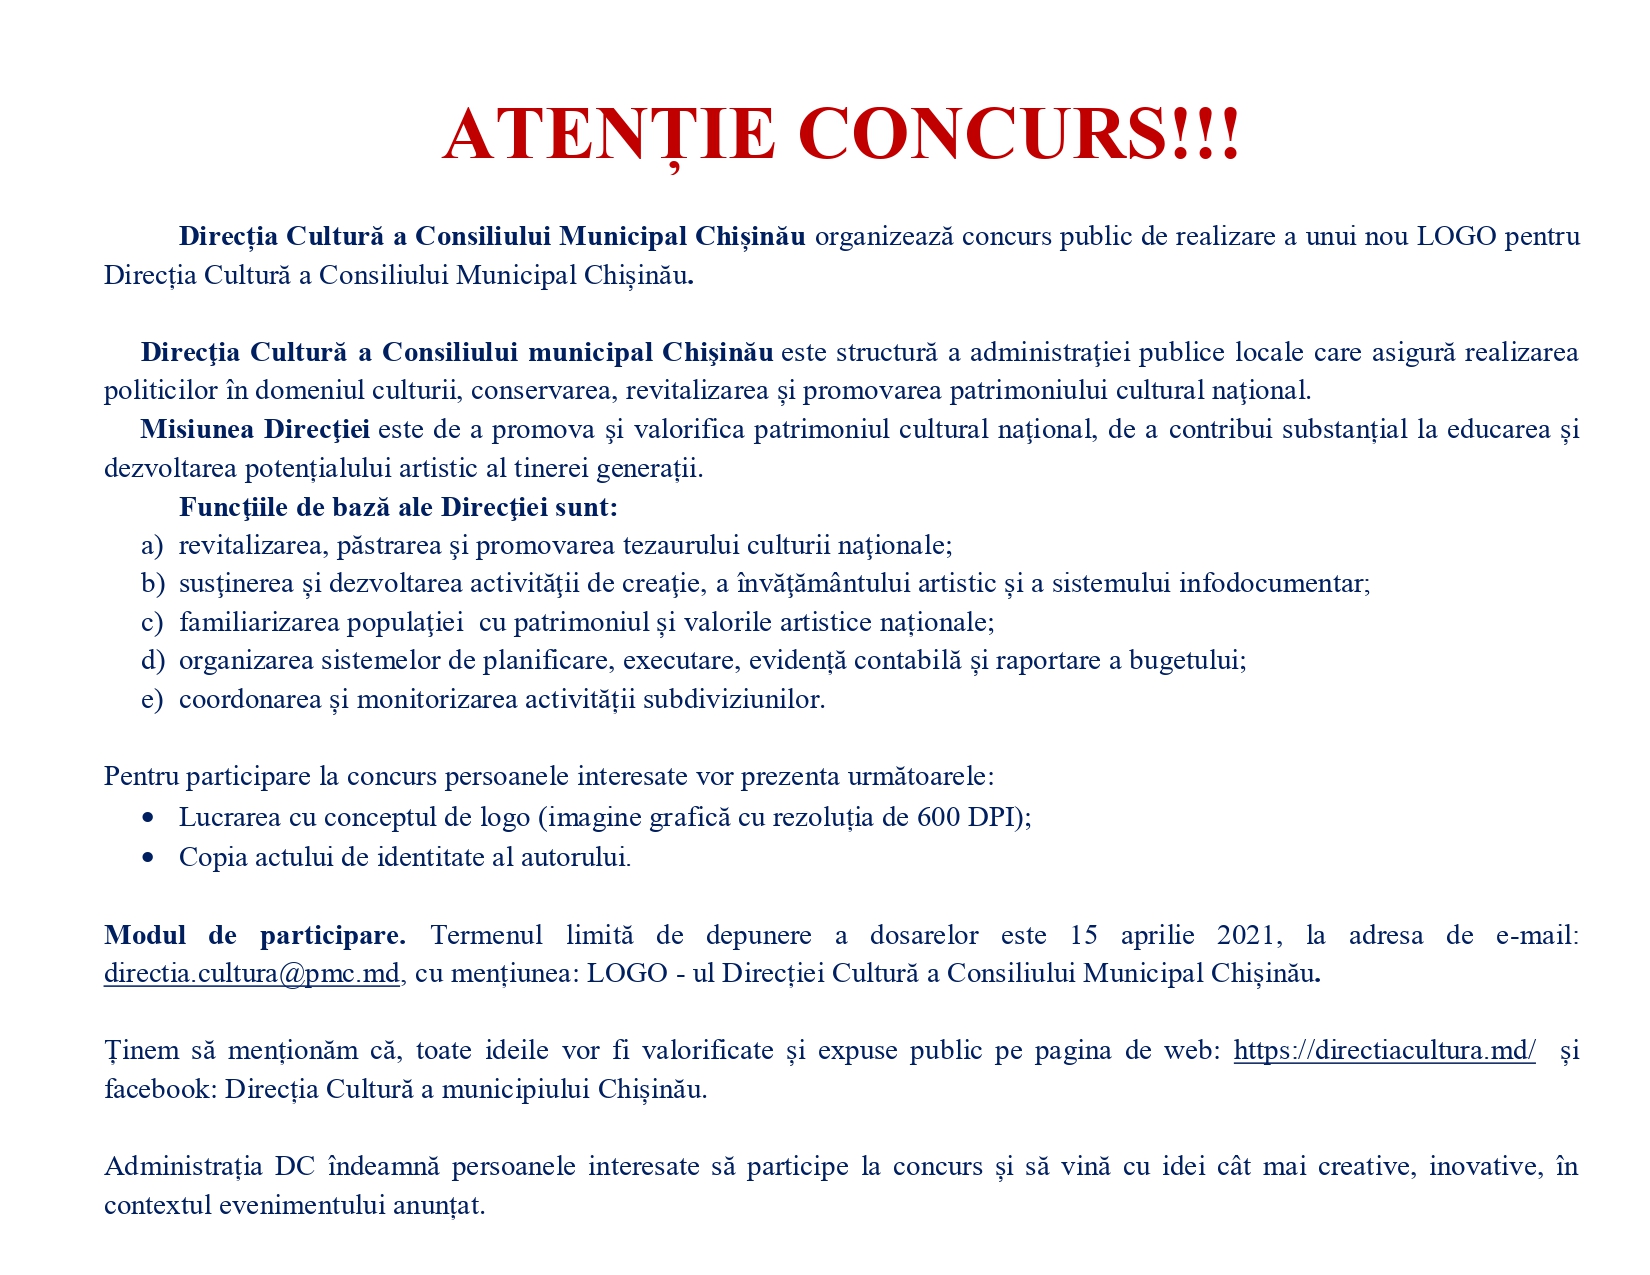 ATENȚIE CONCURS!!!
Direcția Cultură a Consiliului Municipal Chișinău organizează concurs public de realizare a unui nou LOGO pentru
Direcția Cultură a Consiliului Municipal Chișinău.
Direcţia Cultură a Consiliului municipal Chişinău este structură a administraţiei publice locale care asigură realizarea
politicilor în domeniul culturii, conservarea, revitalizarea și promovarea patrimoniului cultural naţional.
Misiunea Direcţiei este de a promova şi valorifica patrimoniul cultural naţional, de a contribui substanțial la educarea și
dezvoltarea potențialului artistic al tinerei generații.
Funcţiile de bază ale Direcţiei sunt:
a) revitalizarea, păstrarea şi promovarea tezaurului culturii naţionale;
b) susţinerea și dezvoltarea activităţii de creaţie, a învăţământului artistic și a sistemului infodocumentar;
c) familiarizarea populaţiei  cu patrimoniul și valorile artistice naționale;
d) organizarea sistemelor de planificare, executare, evidență contabilă și raportare a bugetului;
e) coordonarea și monitorizarea activității subdiviziunilor.
Pentru participare la concurs persoanele interesate vor prezenta următoarele:
• Lucrarea cu conceptul de logo (imagine grafică cu rezoluția de 600 DPI);
• Copia actului de identitate al autorului.
Modul de participare. Termenul limită de depunere a dosarelor este 15 aprilie 2021, la adresa de e-mail:
directia.cultura@pmc.md, cu mențiunea: LOGO - ul Direcției Cultură a Consiliului Municipal Chișinău.
Ținem să menționăm că, toate ideile vor fi valorificate și expuse public pe pagina de web: https://directiacultura.md/  și
facebook: Direcția Cultură a municipiului Chișinău.
Administrația DC îndeamnă persoanele interesate să participe la concurs și să vină cu idei cât mai creative, inovative, în
contextul evenimentului anunțat.